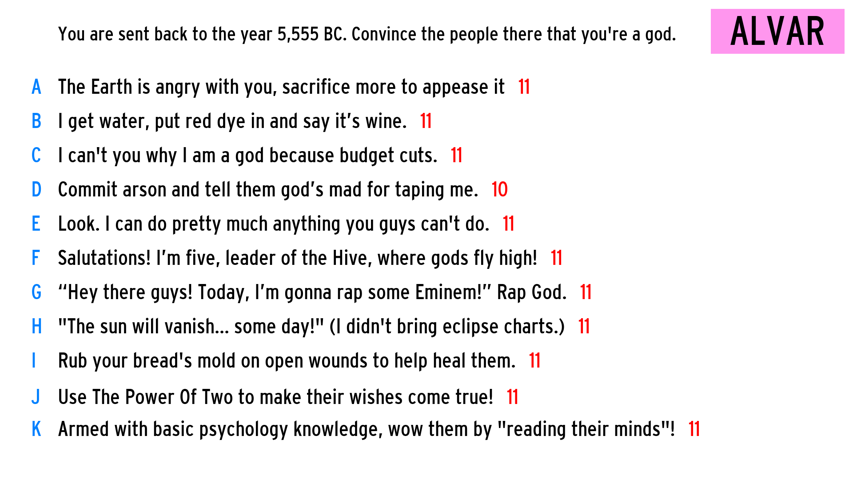 You are sent back to the year 5,555 BC. Convince the people there that you're a god.
ALVAR
A The Earth is angry with you, sacrifice more to appease it 11
B I get water, put red dye in and say it’s wine. 11
C I can't you why I am a god because budget cuts. 11
D Commit arson and tell them god’s mad for taping me. 10
E Look. I can do pretty much anything you guys can't do. 11
F Salutations! I’m five, leader of the Hive, where gods fly high! 11
G “Hey there guys! Today, I’m gonna rap some Eminem!” Rap God. 11
H "The sun will vanish... some day!" (I didn't bring eclipse charts.) 11
I Rub your bread's mold on open wounds to help heal them. 11
J Use The Power Of Two to make their wishes come true! 11
K Armed with basic psychology knowledge, wow them by "reading their minds"! 11